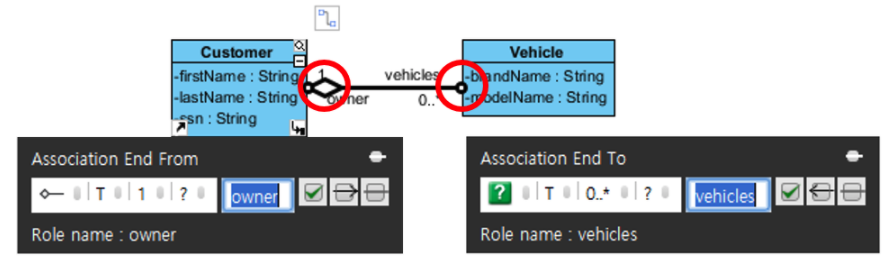 Customer
-firstName : String
-lastName : String
-ssn : String
1
owner
vehicles
0..*
Vehicle
-brandName : String
-modelName : String
Association End From
T 1 ? owner
Role name : owner
Association End To
? T 0..* ? vehicles
Role name : vehicles